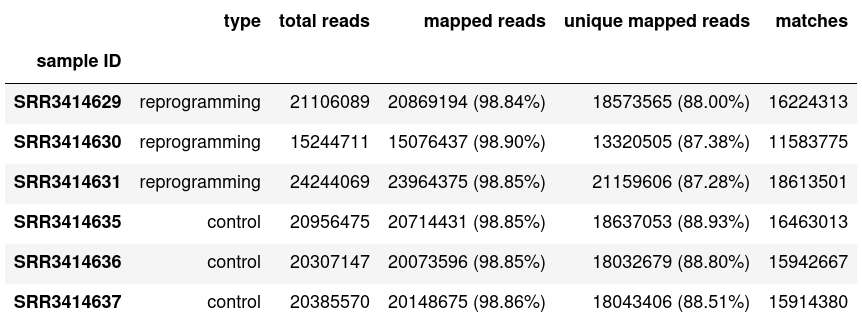 type total reads mapped reads unique mapped reads matches
sample ID
SRR3414629 reprogramming 21106089 20869194 (98.84%) 18573565 (88.00%) 16224313
SRR3414630 reprogramming 15244711 15076437 (98.90%) 13320505 (87.38%) 11583775
SRR3414631 reprogramming 24244069 23964375 (98.85%) 21159606 (87.28%) 18613501
SRR3414635 control 20956475 20714431 (98.85%) 18637053 (88.93%) 16463013
SRR3414636 control 20307147 20073596 (98.85%) 18032679 (88.80%) 15942667
SRR3414637 control 20385570 20148675 (98.86%) 18043406 (88.51%) 15914380